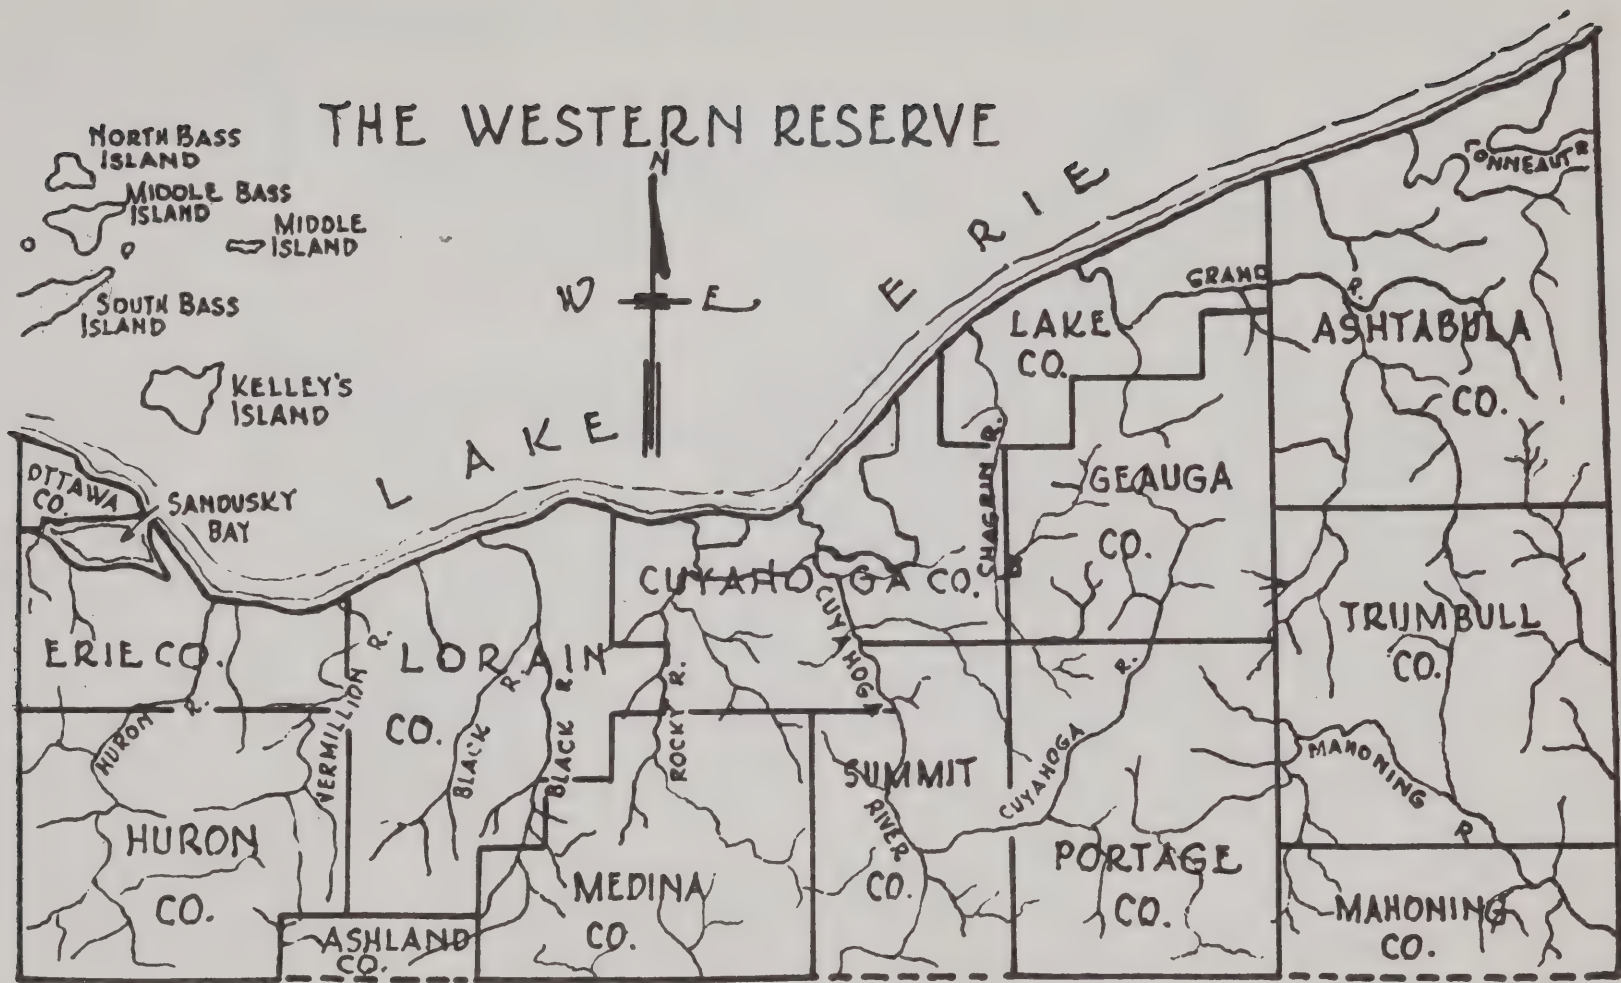 THE WESTERN RESERVE
NORTH BASS
ISLAND
MIDDLE BASS
ISLAND
MIDDLE
ISLAND
SOUTH BASS
ISLAND
KELLEY'S
ISLAND
N
W E
LAKE ERIE
CONNEAUT R.
GRAND R.
LAKE
CO.
ASHTABULA
CO.
OTTAWA
CO.
SANDUSKY
BAY
SHAGRIN R.
GEAUGA
CO.
CUYAHOGA CO.
CUYAHOGA
RIVER
ERIE CO.
LORAIN
CO.
TRUMBULL
CO.
HURON R.
VERMILLION R.
BLACK R.
BLACK R.
ROCKY R.
CUYAHOGA R.
MAHONING R
SUMMIT
CO.
HURON
CO.
MEDINA
CO.
PORTAGE
CO.
MAHONING
CO.
ASHLAND
CO.